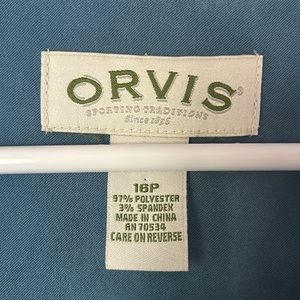 ORVIS®
SPORTING TRADITIONS
Since 1856
16P
97% POLYESTER
3% SPANDEX
MADE IN CHINA
RN 70534
CARE ON REVERSE